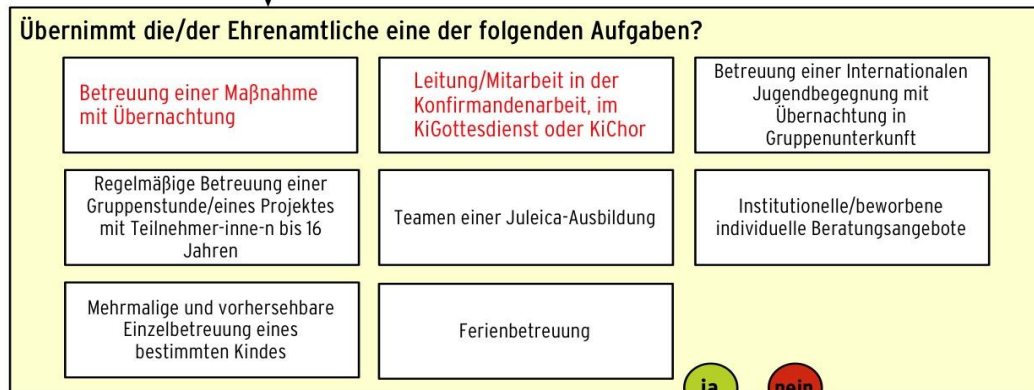 Übernimmt die/der Ehrenamtliche eine der folgenden Aufgaben?
Betreuung einer Maßnahme
mit Übernachtung
Leitung/Mitarbeit in der
Konfirmandenarbeit, im
KiGottesdienst oder KiChor
Betreuung einer Internationalen
Jugendbegegnung mit
Übernachtung in
Gruppenunterkunft
Regelmäßige Betreuung einer
Gruppenstunde/eines Projektes
mit Teilnehmer-inne-n bis 16
Jahren
Teamen einer Juleica-Ausbildung
Institutionelle/beworbene
individuelle Beratungsangebote
Mehrmalige und vorhersehbare
Einzelbetreuung eines
bestimmten Kindes
Ferienbetreuung
ja
nein